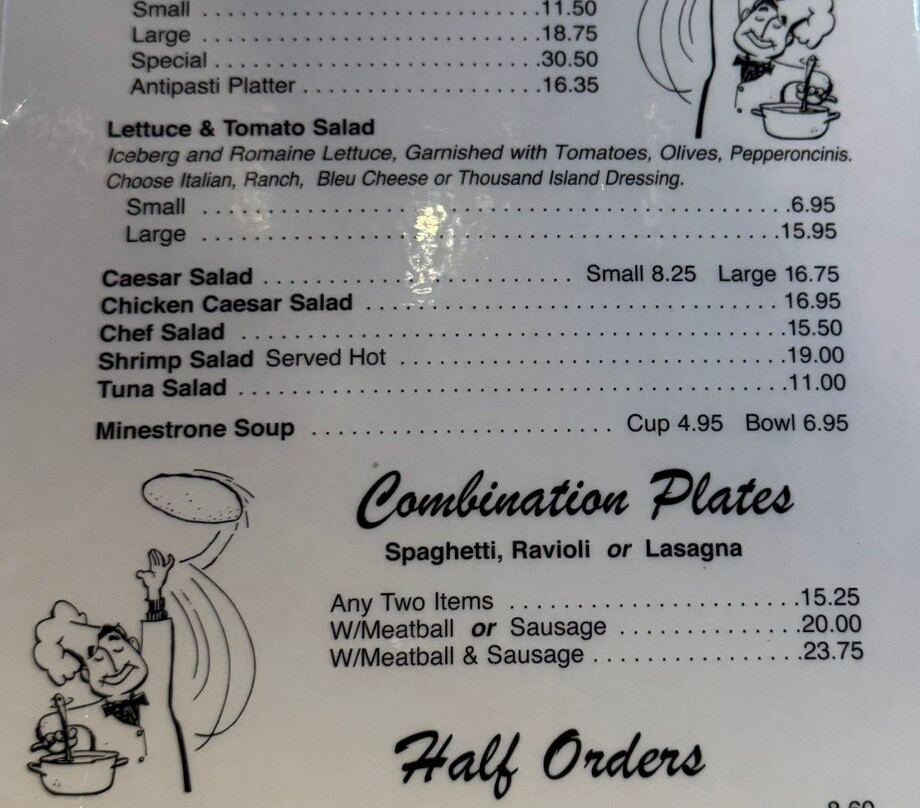 Small 11.50
Large 18.75
Special 30.50
Antipasti Platter 16.35
Lettuce & Tomato Salad
Iceberg and Romaine Lettuce, Garnished with Tomatoes, Olives, Pepperoncinis.
Choose Italian, Ranch, Bleu Cheese or Thousand Island Dressing.
Small 6.95
Large 15.95
Caesar Salad Small 8.25 Large 16.75
Chicken Caesar Salad 16.95
Chef Salad 15.50
Shrimp Salad Served Hot 19.00
Tuna Salad 11.00
Minestrone Soup Cup 4.95 Bowl 6.95
Combination Plates
Spaghetti, Ravioli or Lasagna
Any Two Items 15.25
W/Meatball or Sausage 20.00
W/Meatball & Sausage 23.75
Half Orders